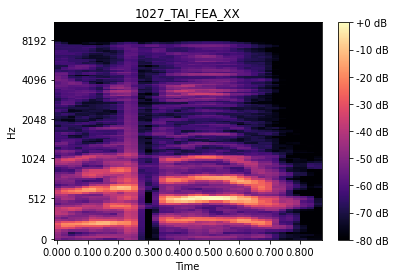 1027_TAI_FEA_XX
8192
4096
2048
1024
512
0
Hz
0.000 0.100 0.200 0.300 0.400 0.500 0.600 0.700 0.800
Time
+0 dB
-10 dB
-20 dB
-30 dB
-40 dB
-50 dB
-60 dB
-70 dB
-80 dB